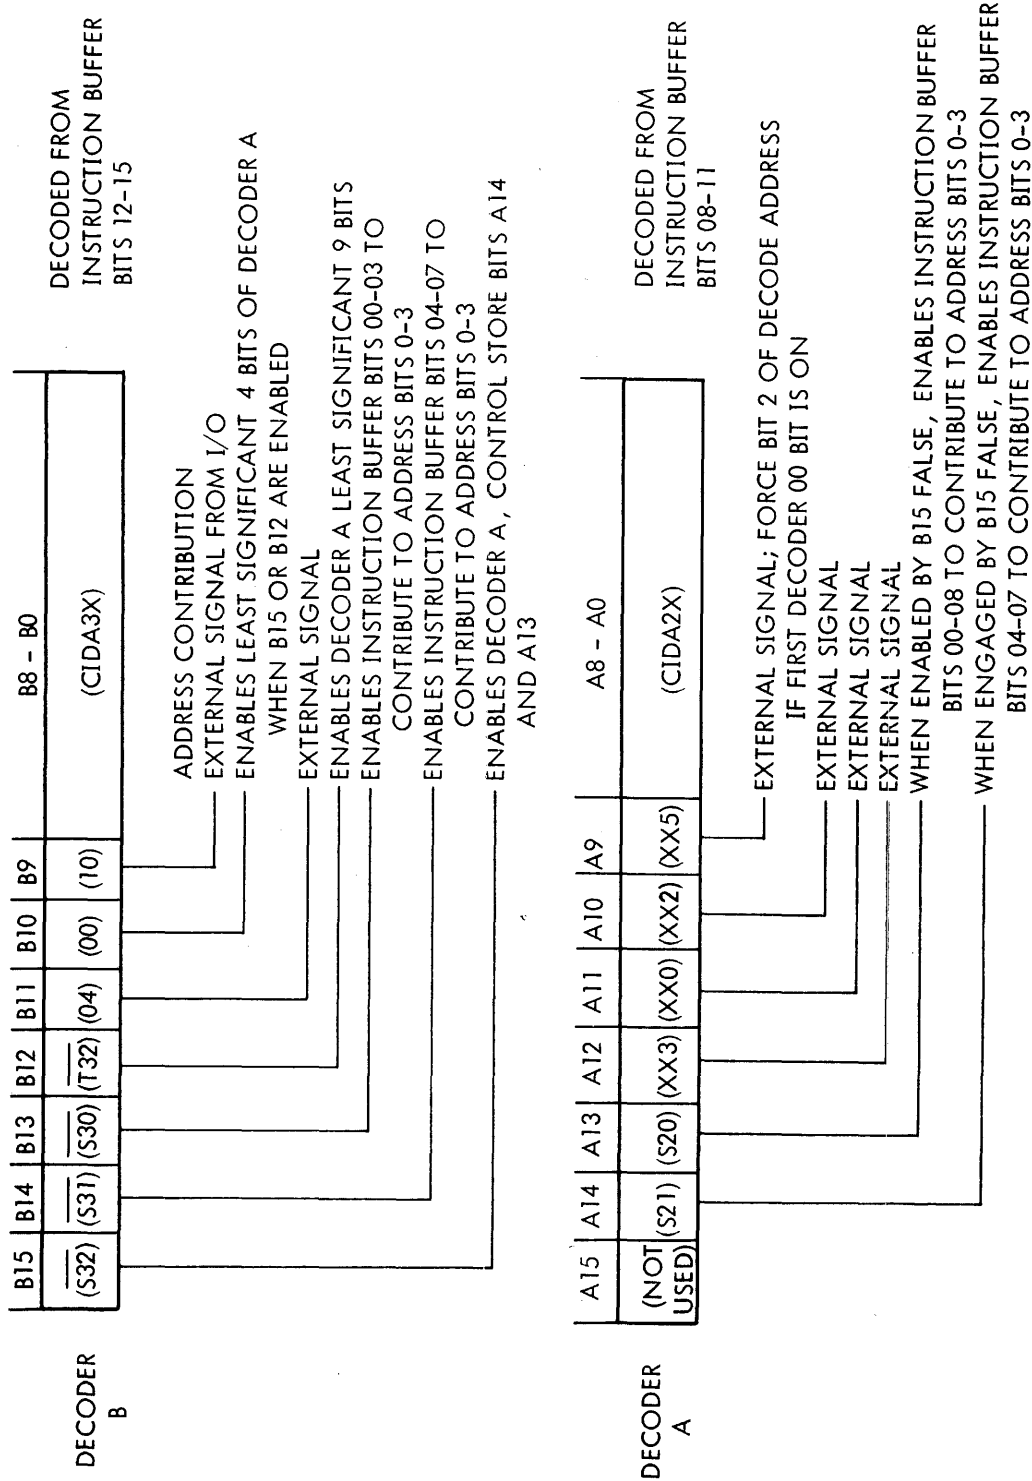 DECODER
B
B15 B14 B13 B12 B11 B10 B9 B8 - B0
(S32) (S31) (S30) (T32) (04) (00) (10) (CIDA3X)
DECODED FROM
INSTRUCTION BUFFER
BITS 12-15
ADDRESS CONTRIBUTION
EXTERNAL SIGNAL FROM I/O
ENABLES LEAST SIGNIFICANT 4 BITS OF DECODER A
WHEN B15 OR B12 ARE ENABLED
EXTERNAL SIGNAL
ENABLES DECODER A LEAST SIGNIFICANT 9 BITS
ENABLES INSTRUCTION BUFFER BITS 00-03 TO
CONTRIBUTE TO ADDRESS BITS 0-3
ENABLES INSTRUCTION BUFFER BITS 04-07 TO
CONTRIBUTE TO ADDRESS BITS 0-3
ENABLES DECODER A, CONTROL STORE BITS A14
AND A13
DECODER
A
A15 A14 A13 A12 A11 A10 A9 A8 - A0
(NOT
USED) (S21) (S20) (XX3) (XX0) (XX2) (XX5) (CIDA2X)
DECODED FROM
INSTRUCTION BUFFER
BITS 08-11
EXTERNAL SIGNAL; FORCE BIT 2 OF DECODE ADDRESS
IF FIRST DECODER 00 BIT IS ON
EXTERNAL SIGNAL
EXTERNAL SIGNAL
EXTERNAL SIGNAL
WHEN ENABLED BY B15 FALSE, ENABLES INSTRUCTION BUFFER
BITS 00-08 TO CONTRIBUTE TO ADDRESS BITS 0-3
WHEN ENGAGED BY B15 FALSE, ENABLES INSTRUCTION BUFFER
BITS 04-07 TO CONTRIBUTE TO ADDRESS BITS 0-3